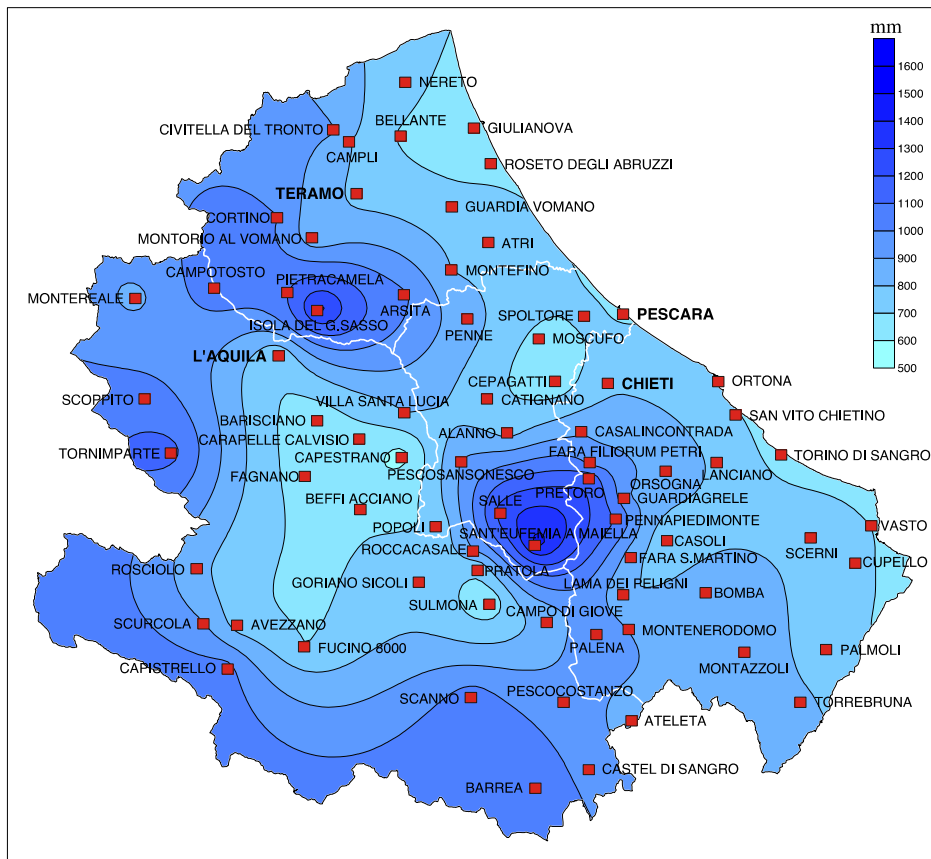 mm
1600
1500
1400
1300
1200
1100
1000
900
800
700
600
500
NERETO
BELLANTE
CIVITELLA DEL TRONTO
GIULIANOVA
CAMPLI
ROSETO DEGLI ABRUZZI
TERAMO
GUARDIA VOMANO
CORTINO
MONTORIO AL VOMANO
ATRI
CAMPOTOSTO
PIETRACAMELA
MONTEFINO
MONTEREALE
ARSITA
ISOLA DEL G.SASSO
PENNE
SPOLTORE
PESCARA
MOSCUFO
L'AQUILA
CEPAGATTI
CHIETI
ORTONA
SCOPPITO
VILLA SANTA LUCIA
CATIGNANO
SAN VITO CHIETINO
BARISCIANO
CARAPELLE CALVISIO
ALANNO
CASALINCONTRADA
TORNIMPARTE
CAPESTRANO
FARA FILIORUM PETRI
TORINO DI SANGRO
PESCOSANSONESCO
LANCIANO
FAGNANO
ORSOGNA
PRETORO
BEFFI ACCIANO
SALLE
GUARDIAGRELE
POPOLI
PENNAPIEDIMONTE
VASTO
SANT'EUFEMIA A MAIELLA
CASOLI
SCERNI
ROCCACASALE
FARA S.MARTINO
CUPELLO
ROSCIOLO
PRATOLA
GORIANO SICOLI
LAMA DEI PELIGNI
BOMBA
SULMONA
CAMPO DI GIOVE
SCURCOLA
AVEZZANO
MONTENERODOMO
FUCINO 8000
PALENA
PALMOLI
MONTAZZOLI
CAPISTRELLO
SCANNO
PESCOCOSTANZO
TORREBRUNA
ATELETA
CASTEL DI SANGRO
BARREA